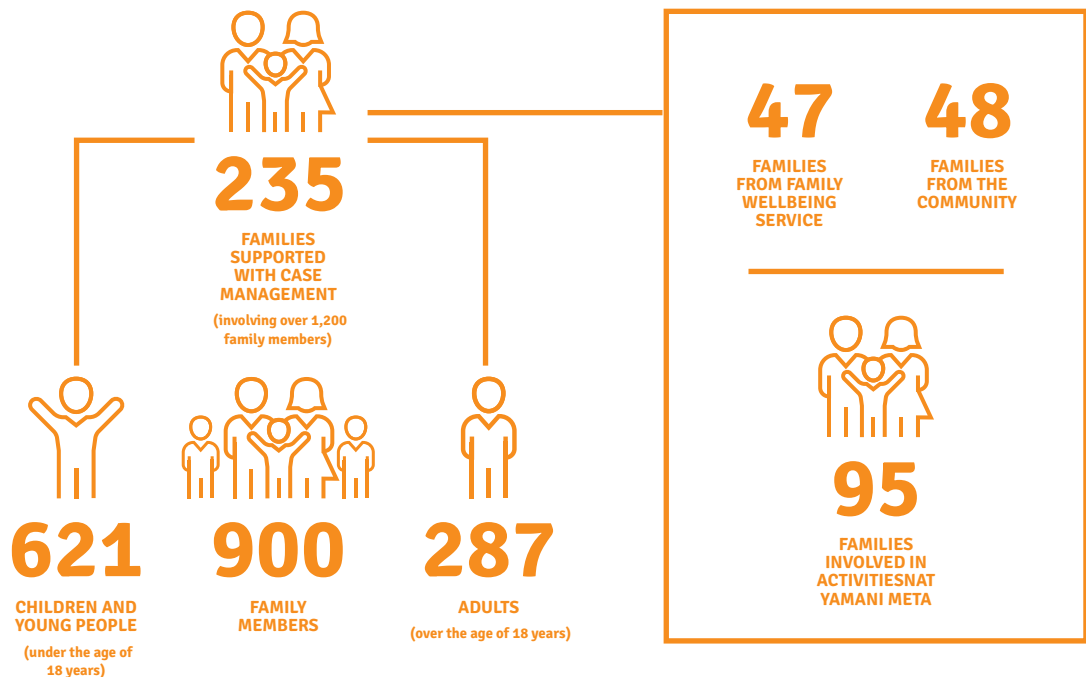 235
FAMILIES
SUPPORTED
WITH CASE
MANAGEMENT
(involving over 1,200
family members)
621
CHILDREN AND
YOUNG PEOPLE
(under the age of
18 years)
900
FAMILY
MEMBERS
287
ADULTS
(over the age of 18 years)
47
FAMILIES
FROM FAMILY
WELLBEING
SERVICE
48
FAMILIES
FROM THE
COMMUNITY
95
FAMILIES
INVOLVED IN
ACTIVITIESNAT
YAMANI META